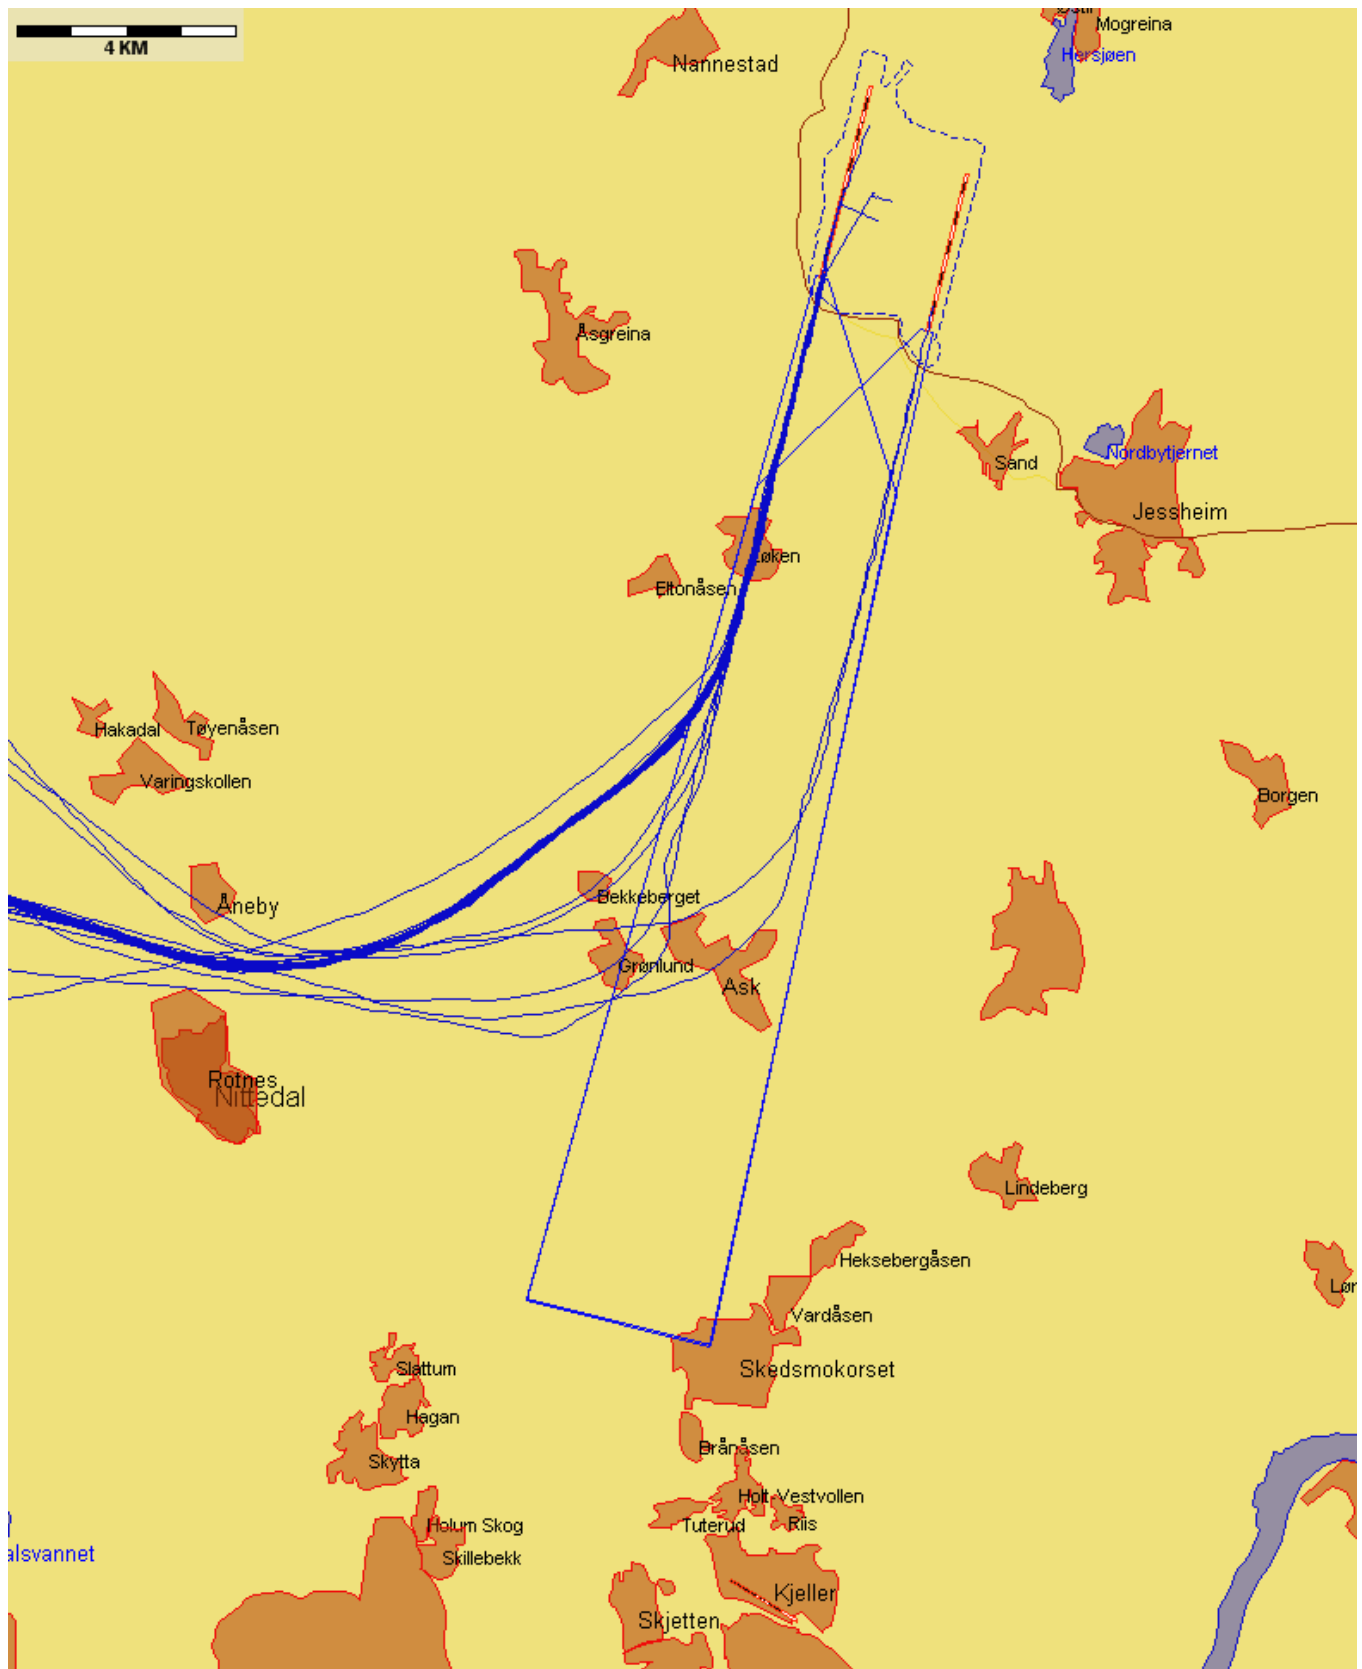 Mogreina
4 KM
Hersjøen
Nannestad
Åsgreina
Nordbytjernet
Sand
Jessheim
Løken
Eltonåsen
Hakadal
Tøyenåsen
Varingskollen
Borgen
Bekkeberget
Åneby
Grønlund
Ask
Rotnes
Nittedal
Lindeberg
Heksebergåsen
Lør
Vardåsen
Slattum
Skedsmokorset
Hagan
Brånåsen
Skytta
Holt-Vestvollen
Holum Skog
Tuterud
Riis
alsvannet
Skillebekk
Kjeller
Skjetten